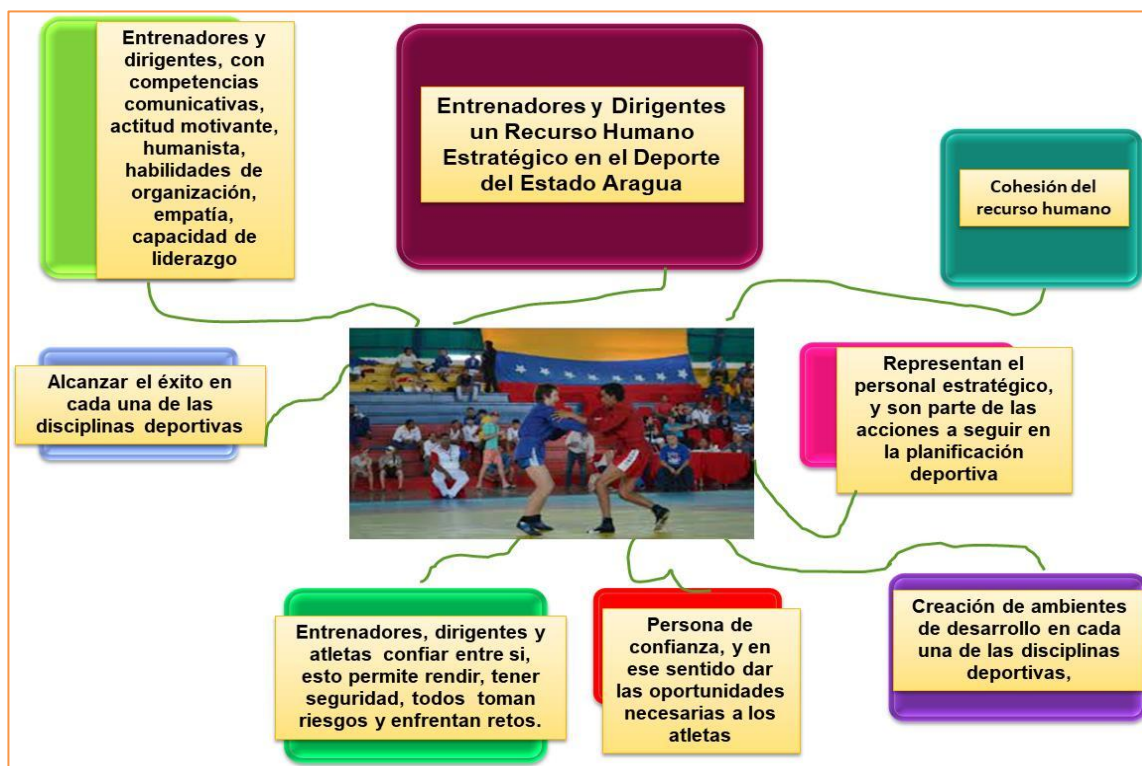 Entrenadores y
dirigentes, con
competencias
comunicativas,
actitud motivante,
humanista,
habilidades de
organización,
empatía,
capacidad de
liderazgo
Entrenadores y Dirigentes
un Recurso Humano
Estratégico en el Deporte
del Estado Aragua
Cohesión del
recurso humano
Alcanzar el éxito en
cada una de las
disciplinas deportivas
Representan el
personal estratégico,
y son parte de las
acciones a seguir en
la planificación
deportiva
Entrenadores, dirigentes y
atletas confiar entre si,
esto permite rendir, tener
seguridad, todos toman
riesgos y enfrentan retos.
Persona de
confianza, y en
ese sentido dar
las oportunidades
necesarias a los
atletas
Creación de ambientes
de desarrollo en cada
una de las disciplinas
deportivas,